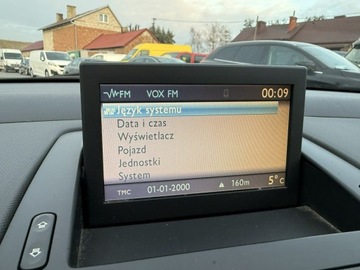 FM VOX FM 00:09
Język systemu
Data i czas
Wyświetlacz
Pojazd
Jednostki
System
TMC 01-01-2000 ▲ 160m 5°c